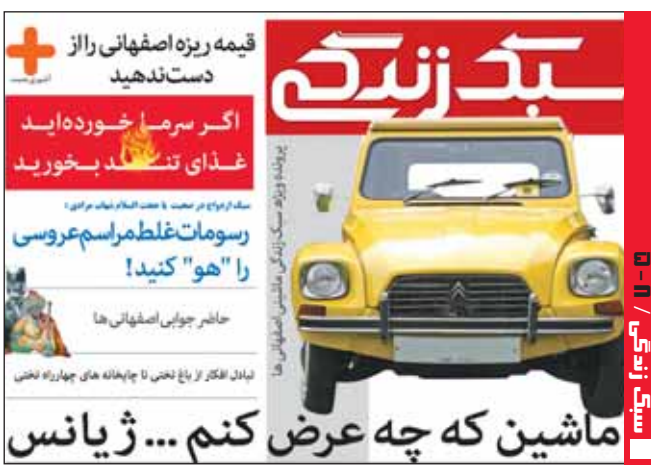 سبک زندگی
قیمه ریزه اصفهانی را از
دست ندهید
اگر سرما خورده‌اید
غذای تند بخورید
سبک ازدواج در صحبت با حجت السلام شهاب مرادی :
رسومات غلط مراسم عروسی
را "هو" کنید!
حاضر جوابی اصفهانی ها
تبادل افکار از باغ تختی تا چاپخانه های چهارراه تختی
پرونده ویژه سبک زندگی ماشینی اصفهانی ها
ماشین که چه عرض کنم ... ژیانس
سبک زندگی / ۸ - ۵